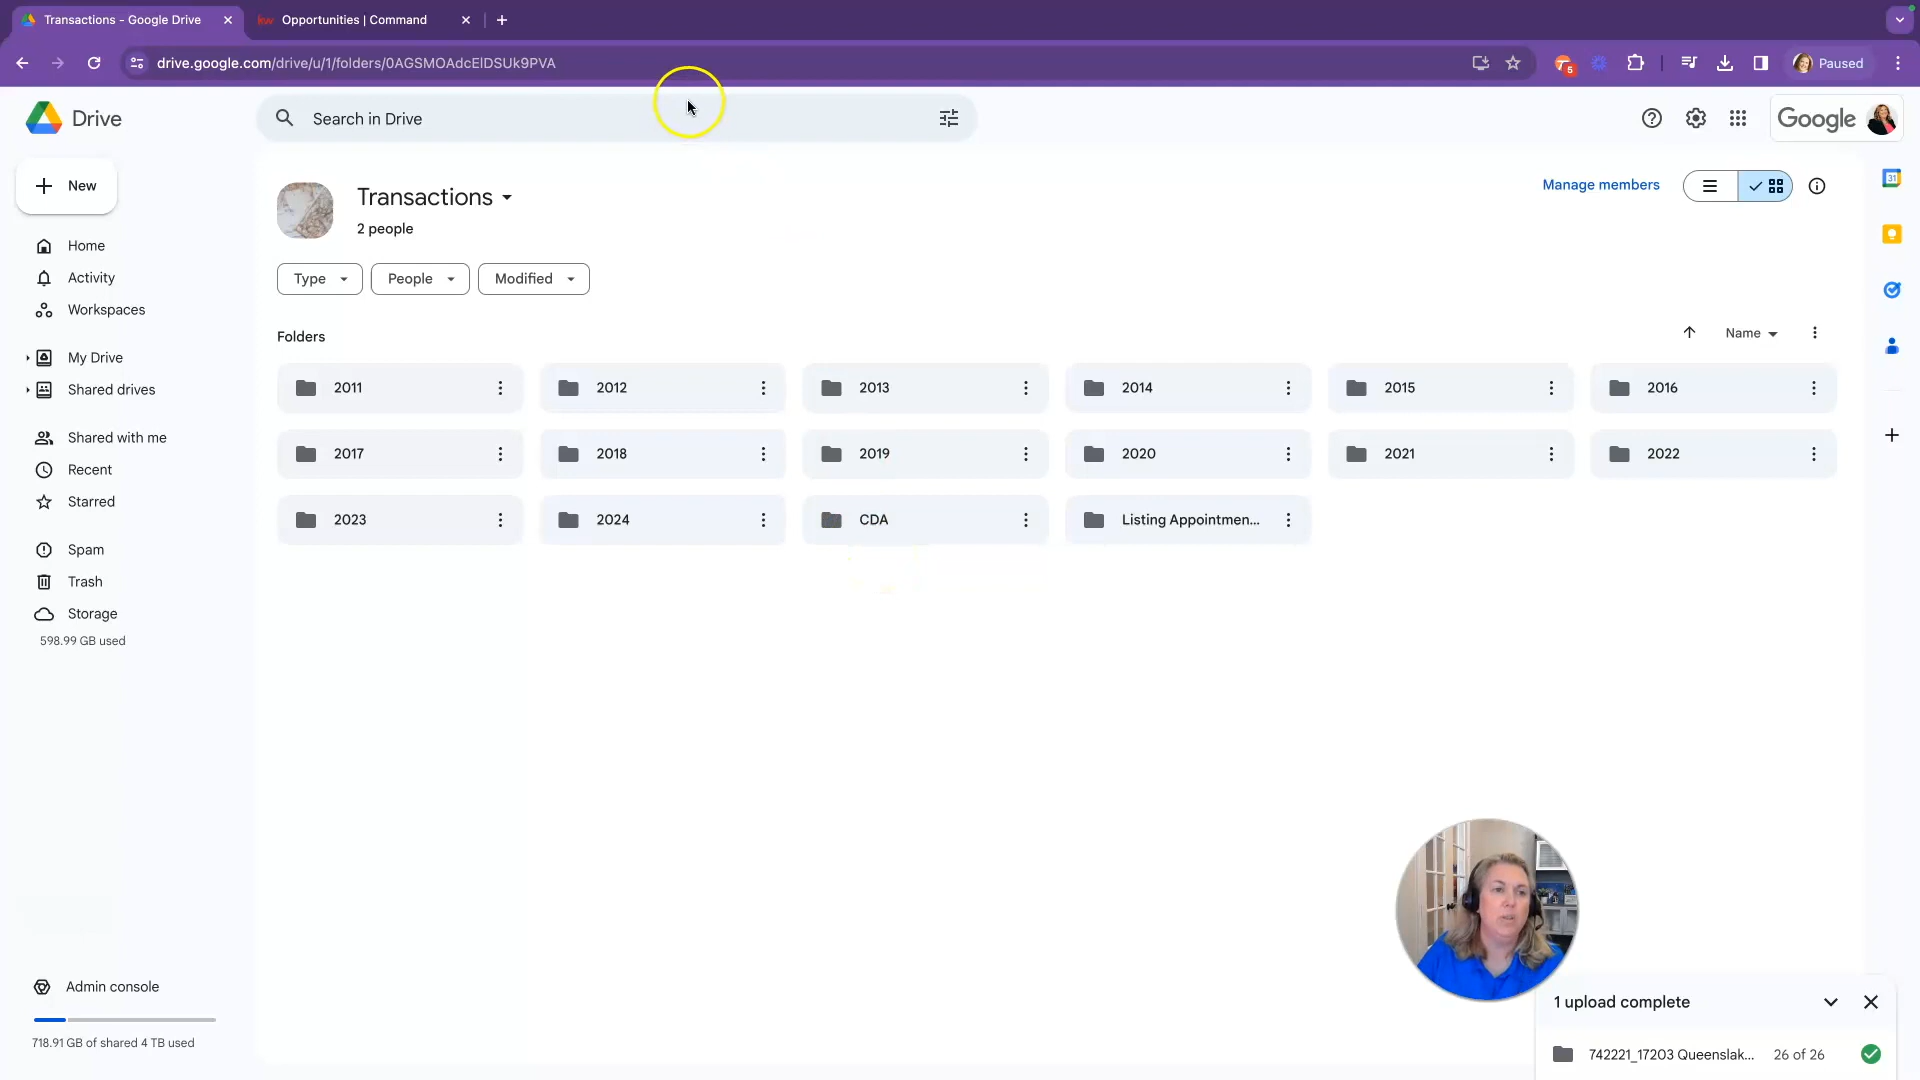 Transactions - Google Drive
kw Opportunities | Command
drive.google.com/drive/u/1/folders/0AGSMOAdcElDSUk9PVA
5
Paused
Drive
Search in Drive
Google
New
Transactions
2 people
Manage members
31
Type
People
Modified
Home
Activity
Workspaces
My Drive
Shared drives
Shared with me
Recent
Starred
Spam
Trash
Storage
598.99 GB used
Folders
Name
2011
2012
2013
2014
2015
2016
2017
2018
2019
2020
2021
2022
2023
2024
CDA
Listing Appointmen...
Admin console
718.91 GB of shared 4 TB used
1 upload complete
742221_17203 Queenslak...
26 of 26